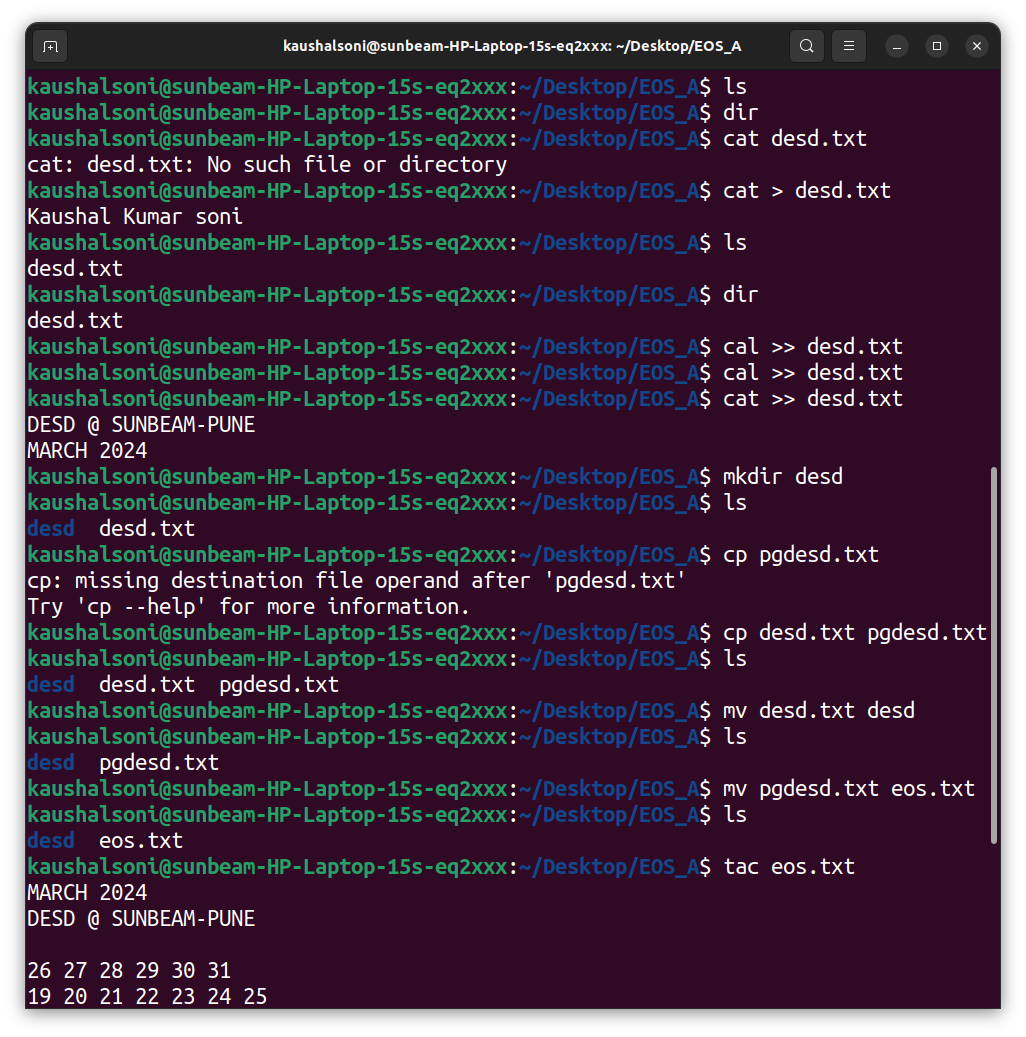 kaushalsoni@sunbeam-HP-Laptop-15s-eq2xxx: ~/Desktop/EOS_A
kaushalsoni@sunbeam-HP-Laptop-15s-eq2xxx:~/Desktop/EOS_A$ ls
kaushalsoni@sunbeam-HP-Laptop-15s-eq2xxx:~/Desktop/EOS_A$ dir
kaushalsoni@sunbeam-HP-Laptop-15s-eq2xxx:~/Desktop/EOS_A$ cat desd.txt
cat: desd.txt: No such file or directory
kaushalsoni@sunbeam-HP-Laptop-15s-eq2xxx:~/Desktop/EOS_A$ cat > desd.txt
Kaushal Kumar soni
kaushalsoni@sunbeam-HP-Laptop-15s-eq2xxx:~/Desktop/EOS_A$ ls
desd.txt
kaushalsoni@sunbeam-HP-Laptop-15s-eq2xxx:~/Desktop/EOS_A$ dir
desd.txt
kaushalsoni@sunbeam-HP-Laptop-15s-eq2xxx:~/Desktop/EOS_A$ cal >> desd.txt
kaushalsoni@sunbeam-HP-Laptop-15s-eq2xxx:~/Desktop/EOS_A$ cal >> desd.txt
kaushalsoni@sunbeam-HP-Laptop-15s-eq2xxx:~/Desktop/EOS_A$ cat >> desd.txt
DESD @ SUNBEAM-PUNE
MARCH 2024
kaushalsoni@sunbeam-HP-Laptop-15s-eq2xxx:~/Desktop/EOS_A$ mkdir desd
kaushalsoni@sunbeam-HP-Laptop-15s-eq2xxx:~/Desktop/EOS_A$ ls
desd  desd.txt
kaushalsoni@sunbeam-HP-Laptop-15s-eq2xxx:~/Desktop/EOS_A$ cp pgdesd.txt
cp: missing destination file operand after 'pgdesd.txt'
Try 'cp --help' for more information.
kaushalsoni@sunbeam-HP-Laptop-15s-eq2xxx:~/Desktop/EOS_A$ cp desd.txt pgdesd.txt
kaushalsoni@sunbeam-HP-Laptop-15s-eq2xxx:~/Desktop/EOS_A$ ls
desd  desd.txt  pgdesd.txt
kaushalsoni@sunbeam-HP-Laptop-15s-eq2xxx:~/Desktop/EOS_A$ mv desd.txt desd
kaushalsoni@sunbeam-HP-Laptop-15s-eq2xxx:~/Desktop/EOS_A$ ls
desd  pgdesd.txt
kaushalsoni@sunbeam-HP-Laptop-15s-eq2xxx:~/Desktop/EOS_A$ mv pgdesd.txt eos.txt
kaushalsoni@sunbeam-HP-Laptop-15s-eq2xxx:~/Desktop/EOS_A$ ls
desd  eos.txt
kaushalsoni@sunbeam-HP-Laptop-15s-eq2xxx:~/Desktop/EOS_A$ tac eos.txt
MARCH 2024
DESD @ SUNBEAM-PUNE
26 27 28 29 30 31
19 20 21 22 23 24 25